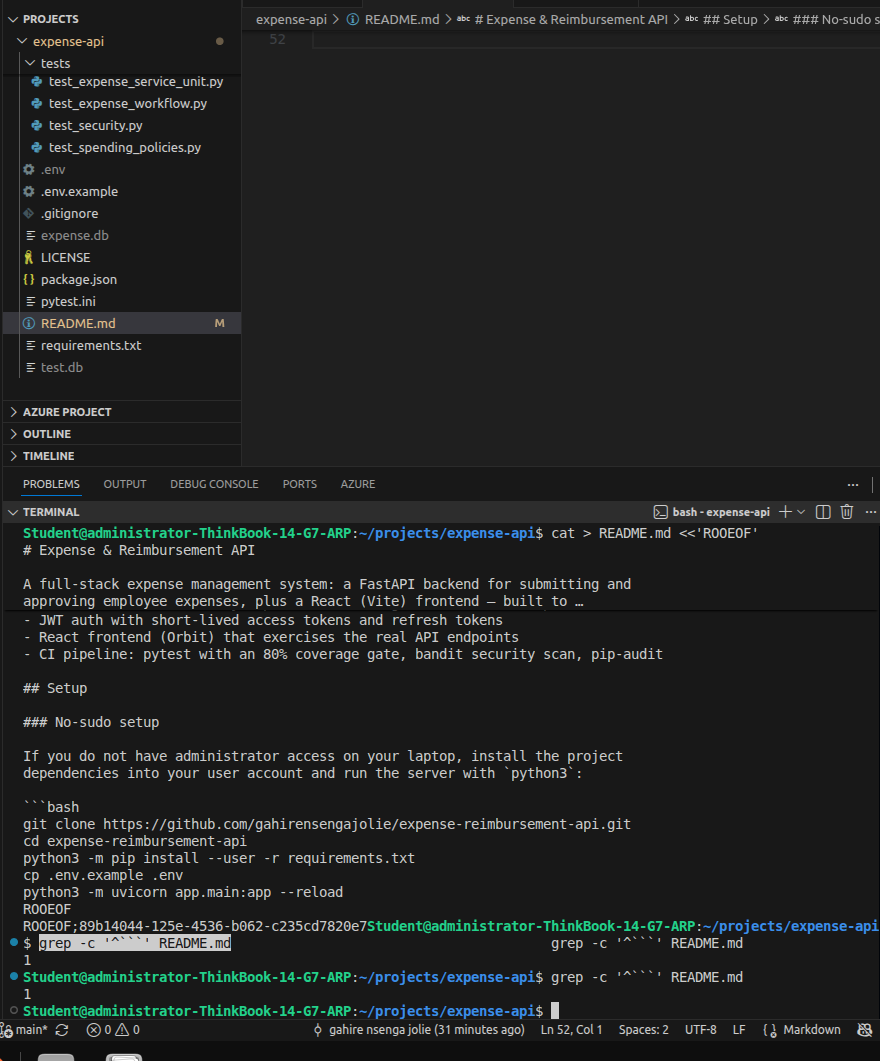 PROJECTS
expense-api
tests
test_expense_service_unit.py
test_expense_workflow.py
test_security.py
test_spending_policies.py
.env
.env.example
.gitignore
expense.db
LICENSE
package.json
pytest.ini
README.md M
requirements.txt
test.db
AZURE PROJECT
OUTLINE
TIMELINE
expense-api > README.md > # Expense & Reimbursement API > ## Setup > ### No-sudo s
52
PROBLEMS OUTPUT DEBUG CONSOLE PORTS AZURE
TERMINAL
bash - expense-api
Student@administrator-ThinkBook-14-G7-ARP:~/projects/expense-api$ cat > README.md <<'ROOEOF'
# Expense & Reimbursement API
A full-stack expense management system: a FastAPI backend for submitting and
approving employee expenses, plus a React (Vite) frontend — built to …
- JWT auth with short-lived access tokens and refresh tokens
- React frontend (Orbit) that exercises the real API endpoints
- CI pipeline: pytest with an 80% coverage gate, bandit security scan, pip-audit
## Setup
### No-sudo setup
If you do not have administrator access on your laptop, install the project
dependencies into your user account and run the server with `python3`:
```bash
git clone https://github.com/gahirensengajolie/expense-reimbursement-api.git
cd expense-reimbursement-api
python3 -m pip install --user -r requirements.txt
cp .env.example .env
python3 -m uvicorn app.main:app --reload
ROOEOF
ROOEOF;89b14044-125e-4536-b062-c235cd7820e7Student@administrator-ThinkBook-14-G7-ARP:~/projects/expense-api
$ grep -c '^```' README.md grep -c '^```' README.md
1
Student@administrator-ThinkBook-14-G7-ARP:~/projects/expense-api$ grep -c '^```' README.md
1
Student@administrator-ThinkBook-14-G7-ARP:~/projects/expense-api$
main* 0 0 gahire nsenga jolie (31 minutes ago) Ln 52, Col 1 Spaces: 2 UTF-8 LF Markdown